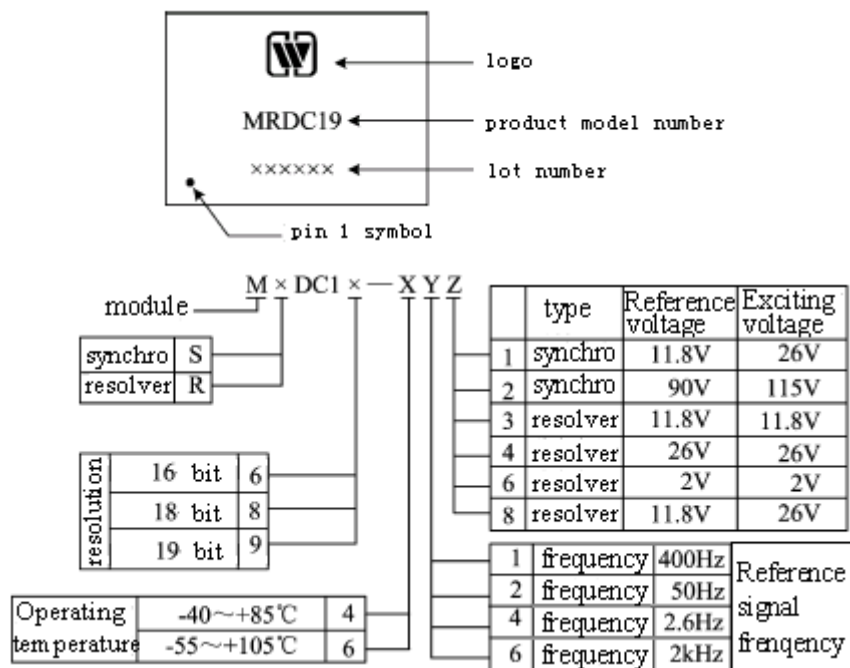 logo
MRDC19
product model number
××××××
lot number
pin 1 symbol
M × DC1 × — X Y Z
module
synchro S
resolver R
type Reference voltage Exciting voltage
1 synchro 11.8V 26V
2 synchro 90V 115V
3 resolver 11.8V 11.8V
4 resolver 26V 26V
6 resolver 2V 2V
8 resolver 11.8V 26V
resolution
16 bit 6
18 bit 8
19 bit 9
1 frequency 400Hz
2 frequency 50Hz
4 frequency 2.6Hz
6 frequency 2kHz
Reference
signal
frenqency
Operating temperature
-40～+85℃ 4
-55～+105℃ 6